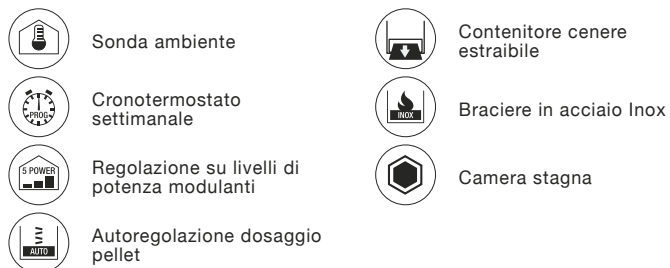 Sonda ambiente
PROG.
Cronotermostato
settimanale
5 POWER
Regolazione su livelli di
potenza modulanti
AUTO
Autoregolazione dosaggio
pellet
Contenitore cenere
estraibile
INOX
Braciere in acciaio Inox
Camera stagna